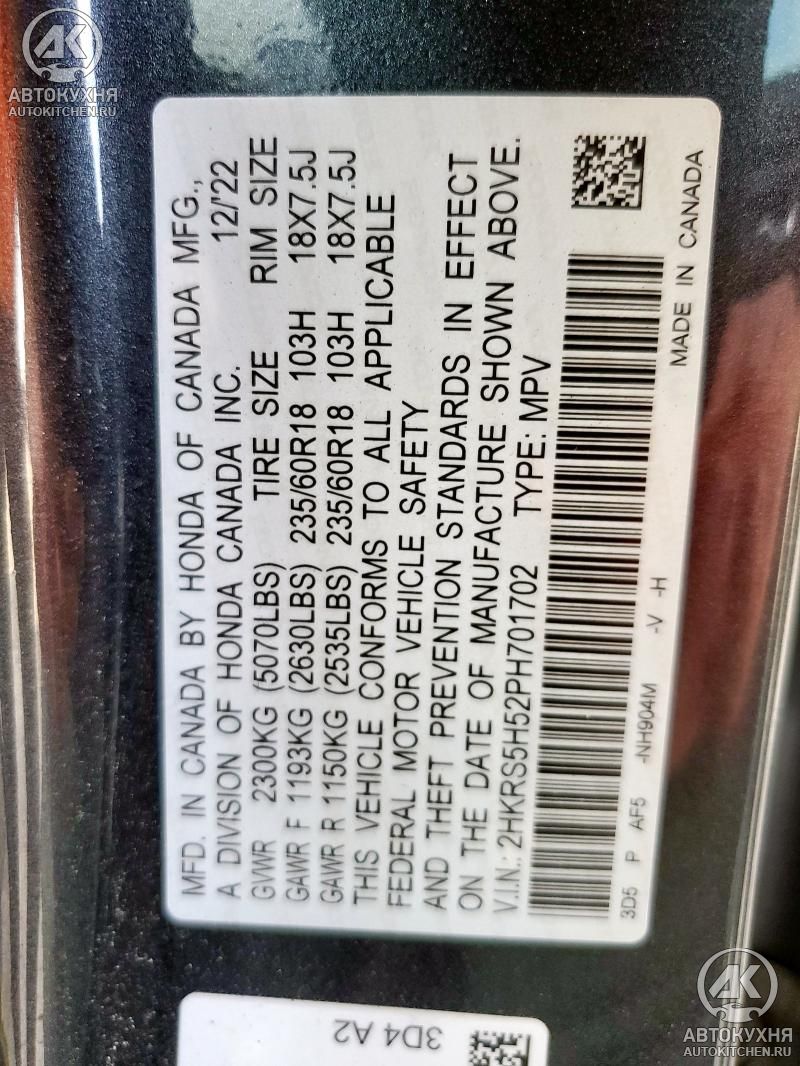 AK
АВТОКУХНЯ
AUTOKITCHEN.RU
MFD. IN CANADA BY HONDA OF CANADA MFG.,
A DIVISION OF HONDA CANADA INC. 12/'22
GVWR 2300KG (5070LBS) TIRE SIZE RIM SIZE
GAWR F 1193KG (2630LBS) 235/60R18 103H 18X7.5J
GAWR R 1150KG (2535LBS) 235/60R18 103H 18X7.5J
THIS VEHICLE CONFORMS TO ALL APPLICABLE
FEDERAL MOTOR VEHICLE SAFETY
AND THEFT PREVENTION STANDARDS IN EFFECT
ON THE DATE OF MANUFACTURE SHOWN ABOVE.
V.I.N.: 2HKRS5H52PH701702 TYPE: MPV
3D5 P AF5 -NH904M -V -H
MADE IN CANADA
3D4 A2
AK
АВТОКУХНЯ
AUTOKITCHEN.RU